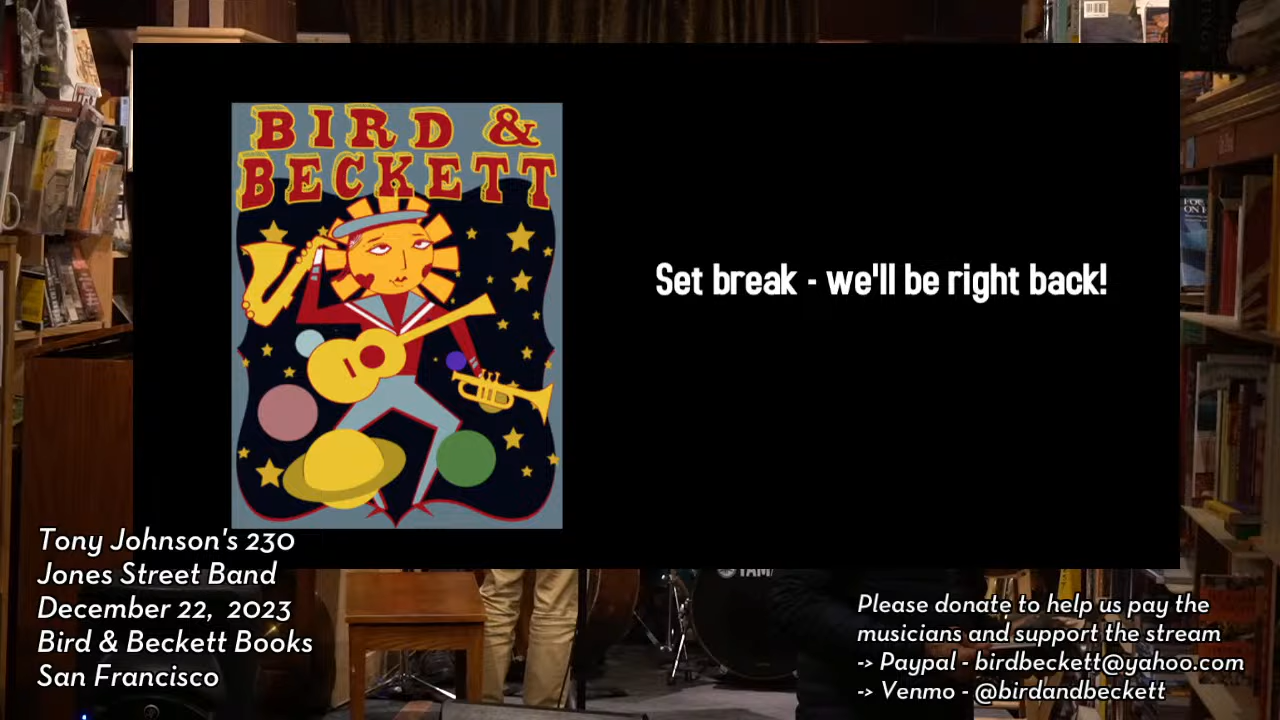 BIRD &
BECKETT
Set break - we'll be right back!
Tony Johnson's 230
Jones Street Band
December 22, 2023
Bird & Beckett Books
San Francisco
Please donate to help us pay the
musicians and support the stream
-> Paypal - birdbeckett@yahoo.com
-> Venmo - @birdandbeckett